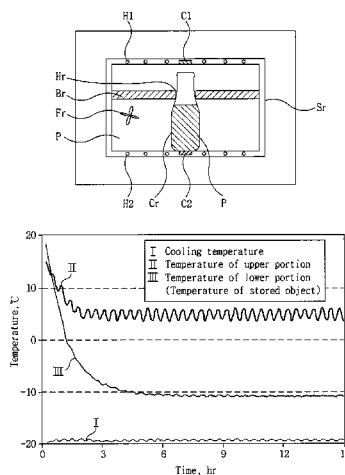 H1 C1
Hr
Br
Fr
P
Sr
H2 Cr C2 P
Temperature,℃
20
10
0
-10
-20
I Cooling temperature
II Temperature of upper portion
III Temperature of lower portion
(Temperature of stored object)
II
III
I
0 3 6 9 12 15
Time, hr